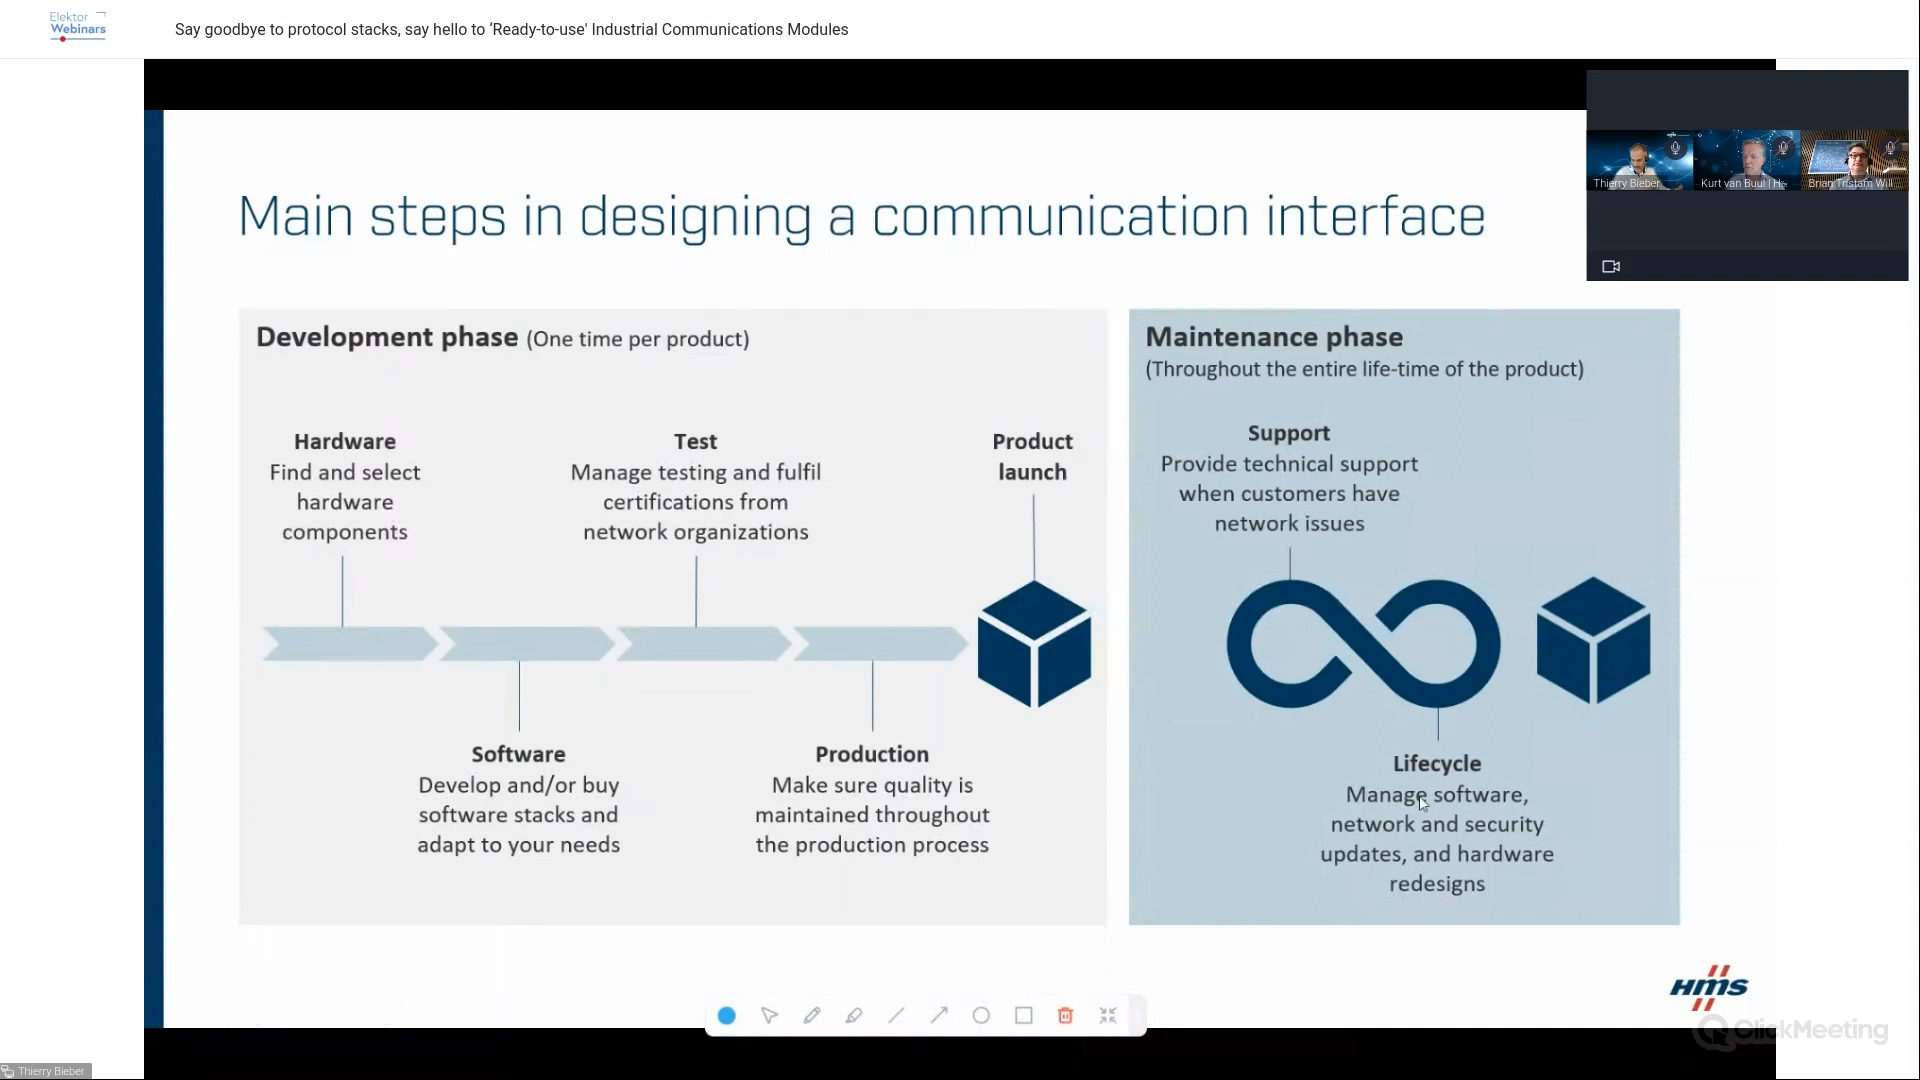 Elektor
Webinars
Say goodbye to protocol stacks, say hello to ‘Ready-to-use' Industrial Communications Modules
Thierry Bieber
Kurt van Buul | H
Brian Tristam Will
Main steps in designing a communication interface
Development phase (One time per product)
Hardware
Find and select
hardware
components
Test
Manage testing and fulfil
certifications from
network organizations
Product
launch
Software
Develop and/or buy
software stacks and
adapt to your needs
Production
Make sure quality is
maintained throughout
the production process
Maintenance phase
(Throughout the entire life-time of the product)
Support
Provide technical support
when customers have
network issues
Lifecycle
Manage software,
network and security
updates, and hardware
redesigns
HMS
ClickMeeting
Thierry Bieber